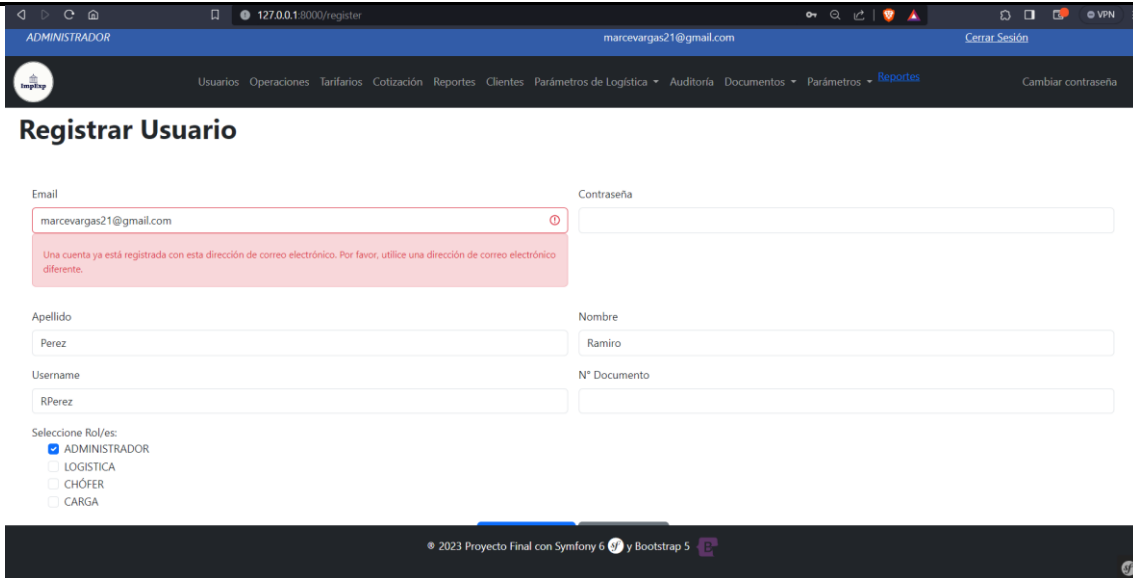 127.0.0.1:8000/register
VPN
ADMINISTRADOR marcevargas21@gmail.com Cerrar Sesión
ImpExp
Usuarios Operaciones Tarifarios Cotización Reportes Clientes Parámetros de Logística Auditoría Documentos Parámetros Reportes Cambiar contraseña
Registrar Usuario
Email Contraseña
marcevargas21@gmail.com
Una cuenta ya está registrada con esta dirección de correo electrónico. Por favor, utilice una dirección de correo electrónico
diferente.
Apellido Nombre
Perez Ramiro
Username N° Documento
RPerez
Seleccione Rol/es:
ADMINISTRADOR
LOGISTICA
CHÓFER
CARGA
® 2023 Proyecto Final con Symfony 6 sf y Bootstrap 5 B
sf